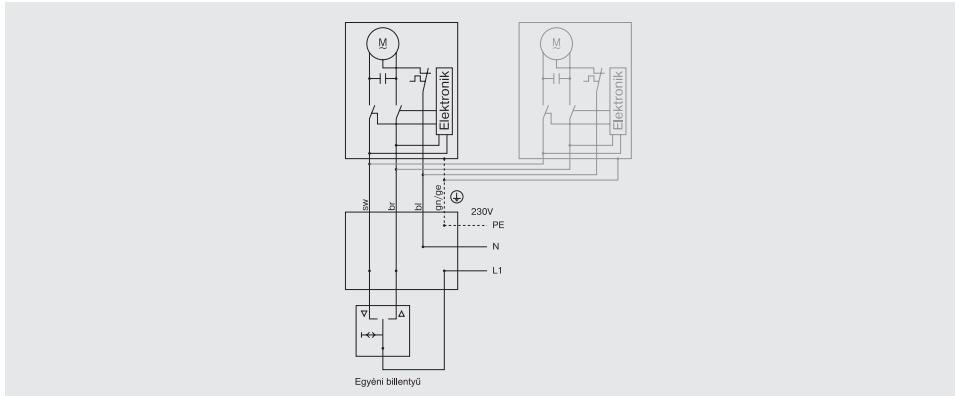 M
~
M
~
Elektronik
Elektronik
sw
br
bl
gn/ge
230V
PE
N
L1
Egyéni billentyű